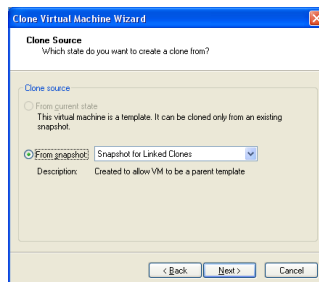 Clone Virtual Machine Wizard
Clone Source
Which state do you want to create a clone from?
Clone source
From current state
This virtual machine is a template. It can be cloned only from an existing
snapshot.
From snapshot: Snapshot for Linked Clones
Description: Created to allow VM to be a parent template
< Back Next > Cancel